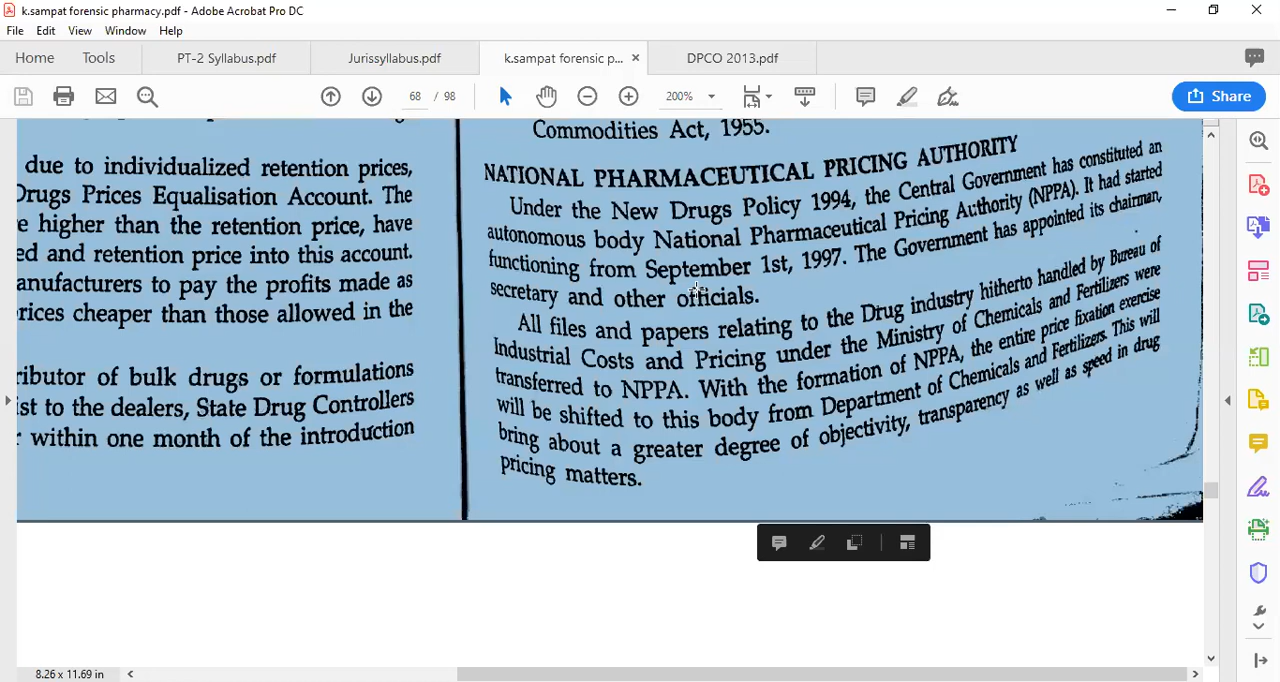 k.sampat forensic pharmacy.pdf - Adobe Acrobat Pro DC
File Edit View Window Help
Home Tools PT-2 Syllabus.pdf Jurissyllabus.pdf k.sampat forensic p... × DPCO 2013.pdf
68 / 98 200% Share
due to individualized retention prices,
Drugs Prices Equalisation Account. The
e higher than the retention price, have
ed and retention price into this account.
anufacturers to pay the profits made as
rices cheaper than those allowed in the
ributor of bulk drugs or formulations
ist to the dealers, State Drug Controllers
r within one month of the introduction
Commodities Act, 1955.
NATIONAL PHARMACEUTICAL PRICING AUTHORITY
Under the New Drugs Policy 1994, the Central Government has constituted an
autonomous body National Pharmaceutical Pricing Authority (NPPA). It had started
functioning from September 1st, 1997. The Government has appointed its chairman,
secretary and other officials.
All files and papers relating to the Drug industry hitherto handled by Bureau of
Industrial Costs and Pricing under the Ministry of Chemicals and Fertilizers were
transferred to NPPA. With the formation of NPPA, the entire price fixation exercise
will be shifted to this body from Department of Chemicals and Fertilizers. This will
bring about a greater degree of objectivity, transparency as well as speed in drug
pricing matters.
8.26 x 11.69 in